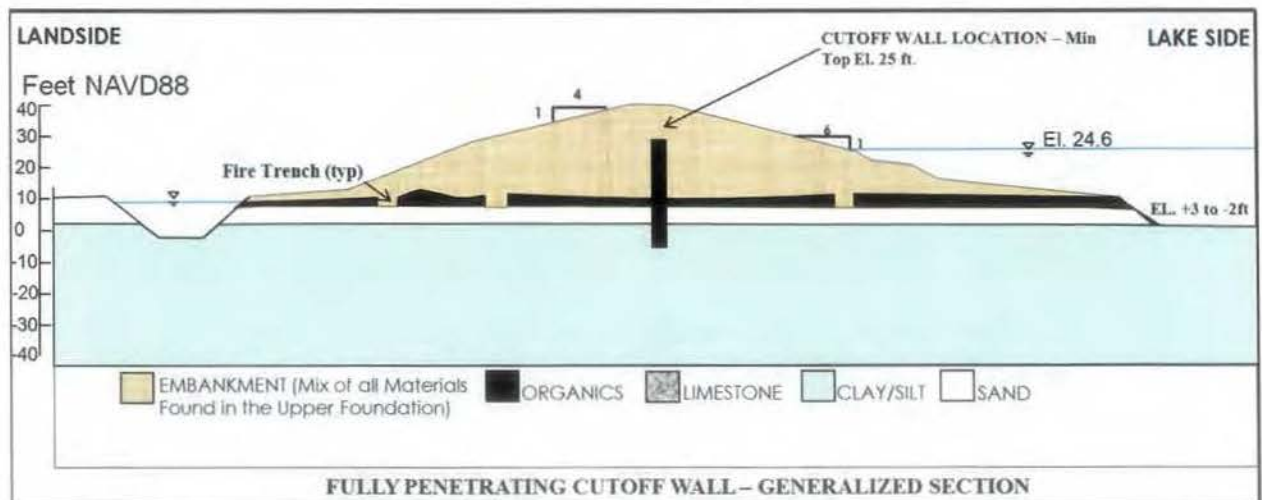 LANDSIDE
CUTOFF WALL LOCATION – Min
Top El. 25 ft.
LAKE SIDE
Feet NAVD88
40
30
20
10
0
-10
-20
-30
-40
4
1
6
1
El. 24.6
Fire Trench (typ)
EL. +3 to -2ft
EMBANKMENT (Mix of all Materials
Found in the Upper Foundation)
ORGANICS
LIMESTONE
CLAY/SILT
SAND
FULLY PENETRATING CUTOFF WALL – GENERALIZED SECTION